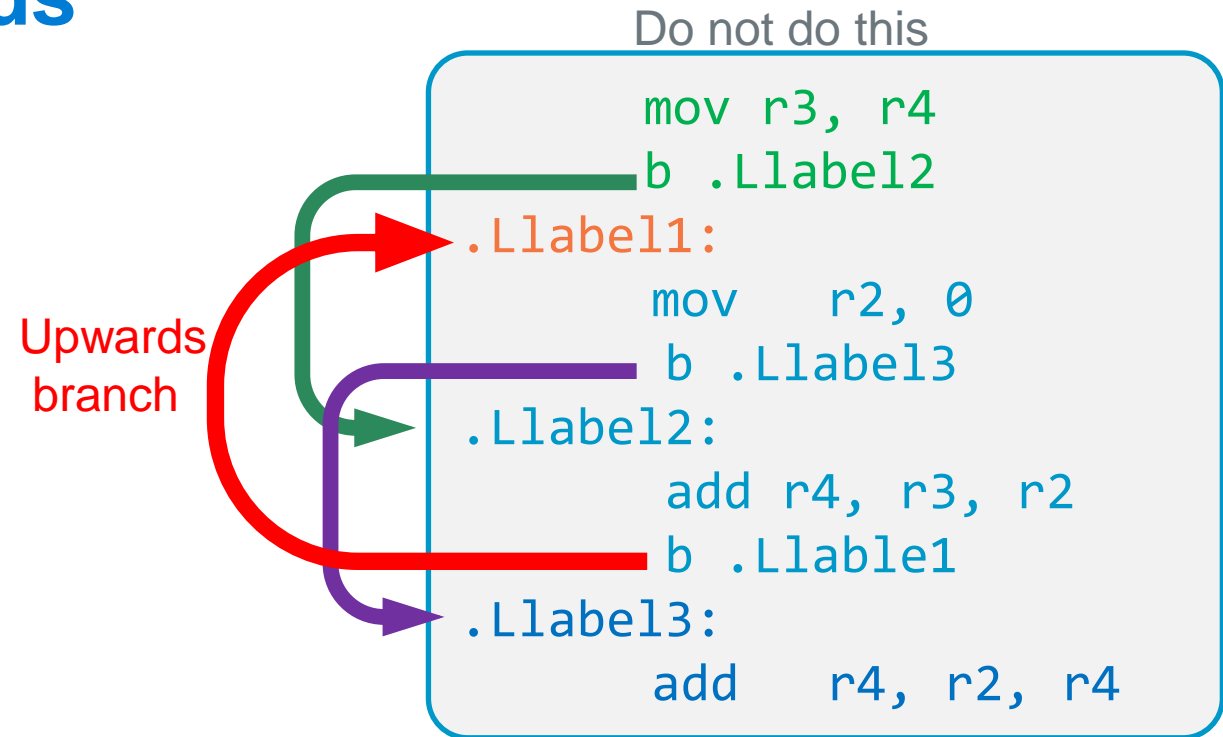 ds
Do not do this
mov r3, r4
b .Llabel2
.Llabel1:
mov r2, 0
b .Llabel3
.Llabel2:
add r4, r3, r2
b .Llable1
.Llabel3:
add r4, r2, r4
Upwards
branch